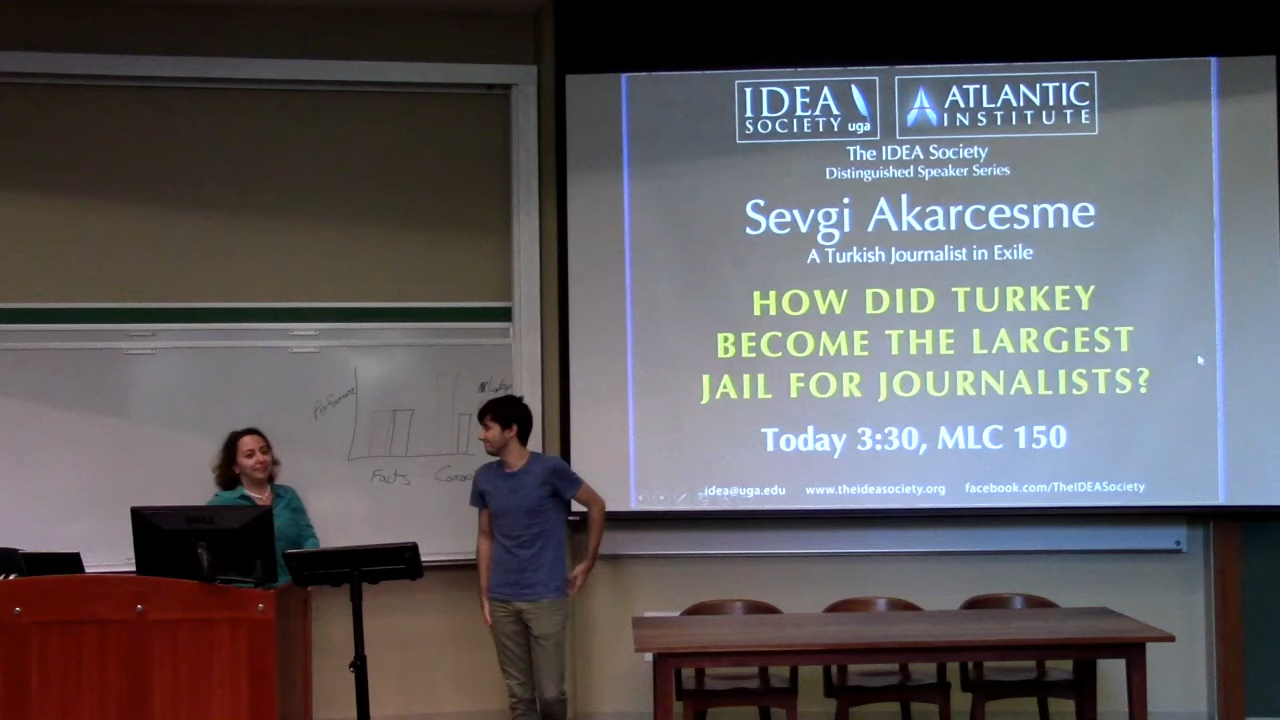 IDEA
SOCIETY uga
ATLANTIC
INSTITUTE
The IDEA Society
Distinguished Speaker Series
Sevgi Akarcesme
A Turkish Journalist in Exile
HOW DID TURKEY
BECOME THE LARGEST
JAIL FOR JOURNALISTS?
Today 3:30, MLC 150
idea@uga.edu www.theideasociety.org facebook.com/TheIDEASociety
Performance
Facts
DELL